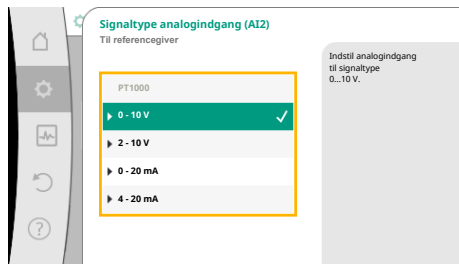 Signaltype analogindgang (AI2)
Til referencegiver
PT1000
0 - 10 V
2 - 10 V
0 - 20 mA
4 - 20 mA
Indstil analogindgang
til signaltype
0...10 V.